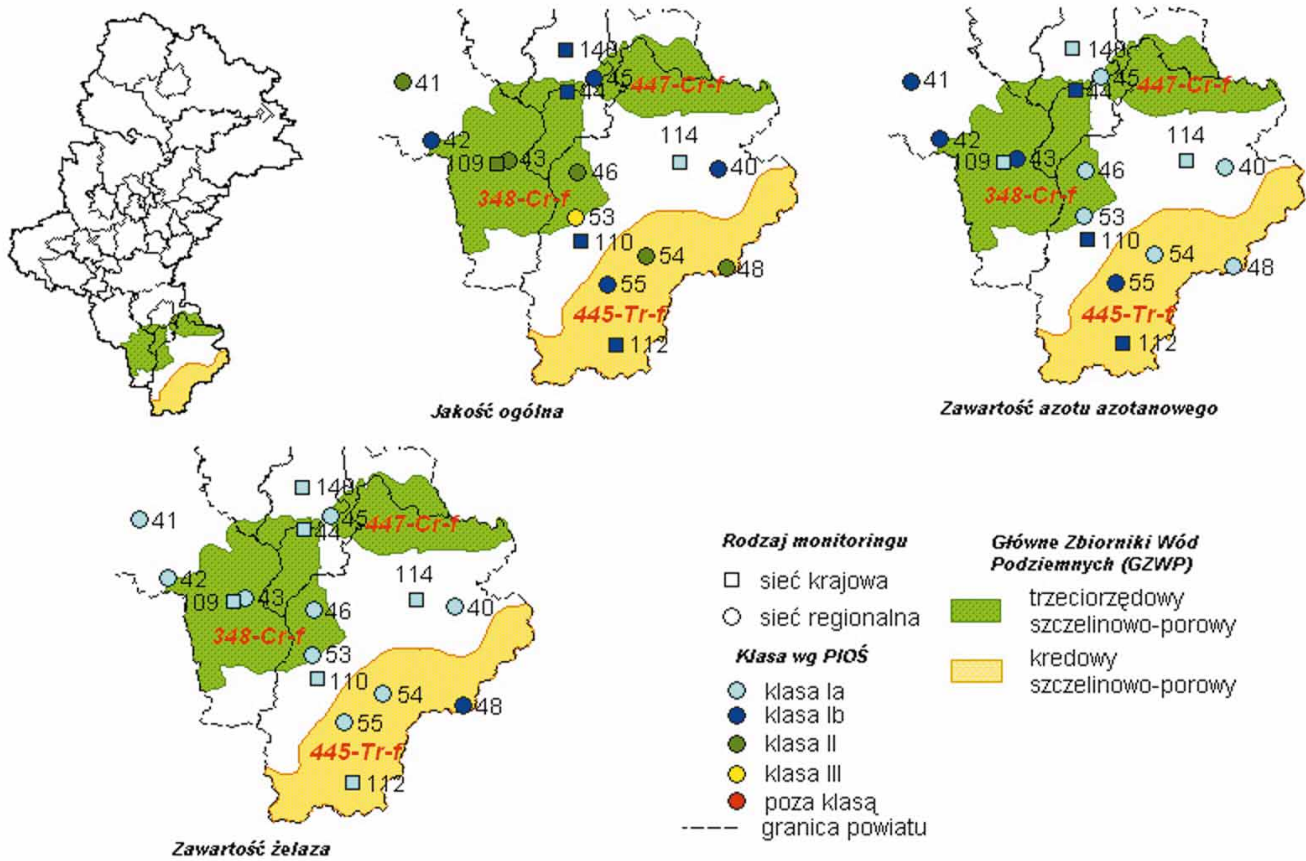 148
41
45
44
447-Cr-f
42
114
109
43
46
40
348-Cr-f
53
110
54
48
55
445-Tr-f
112
Jakość ogólna
148
41
45
44
447-Cr-f
42
114
109
43
46
40
348-Cr-f
53
110
54
48
55
445-Tr-f
112
Zawartość azotu azotanowego
148
41
45
44
447-Cr-f
42
114
109
43
46
40
348-Cr-f
53
110
54
48
55
445-Tr-f
112
Zawartość żelaza
Rodzaj monitoringu
sieć krajowa
sieć regionalna
Klasa wg PIOŚ
klasa Ia
klasa Ib
klasa II
klasa III
poza klasą
granica powiatu
Główne Zbiorniki Wód
Podziemnych (GZWP)
trzeciorzędowy
szczelinowo-porowy
kredowy
szczelinowo-porowy